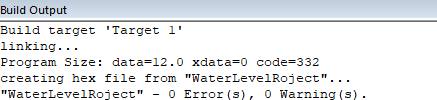 Build Output
Build target 'Target 1'
linking...
Program Size: data=12.0 xdata=0 code=332
creating hex file from "WaterLevelRoject"...
"WaterLevelRoject" - 0 Error(s), 0 Warning(s).